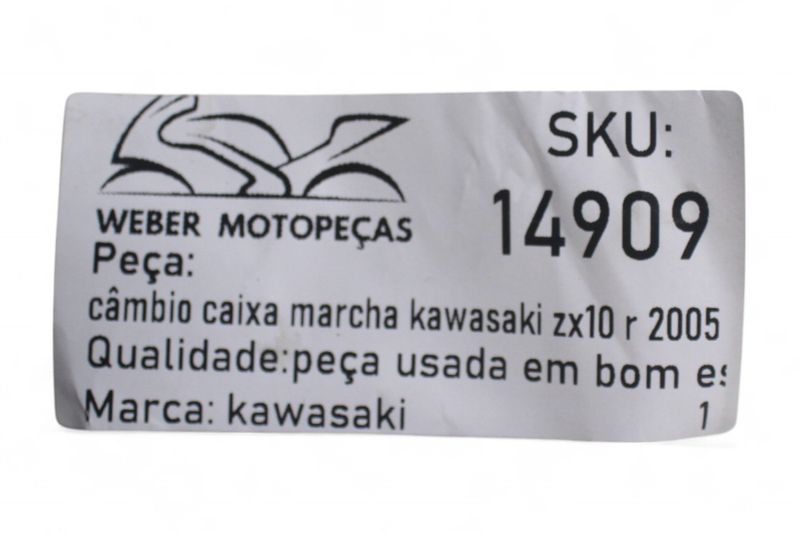 SKU:
14909
WEBER MOTOPEÇAS
Peça:
câmbio caixa marcha kawasaki zx10 r 2005
Qualidade:peça usada em bom es
Marca: kawasaki 1